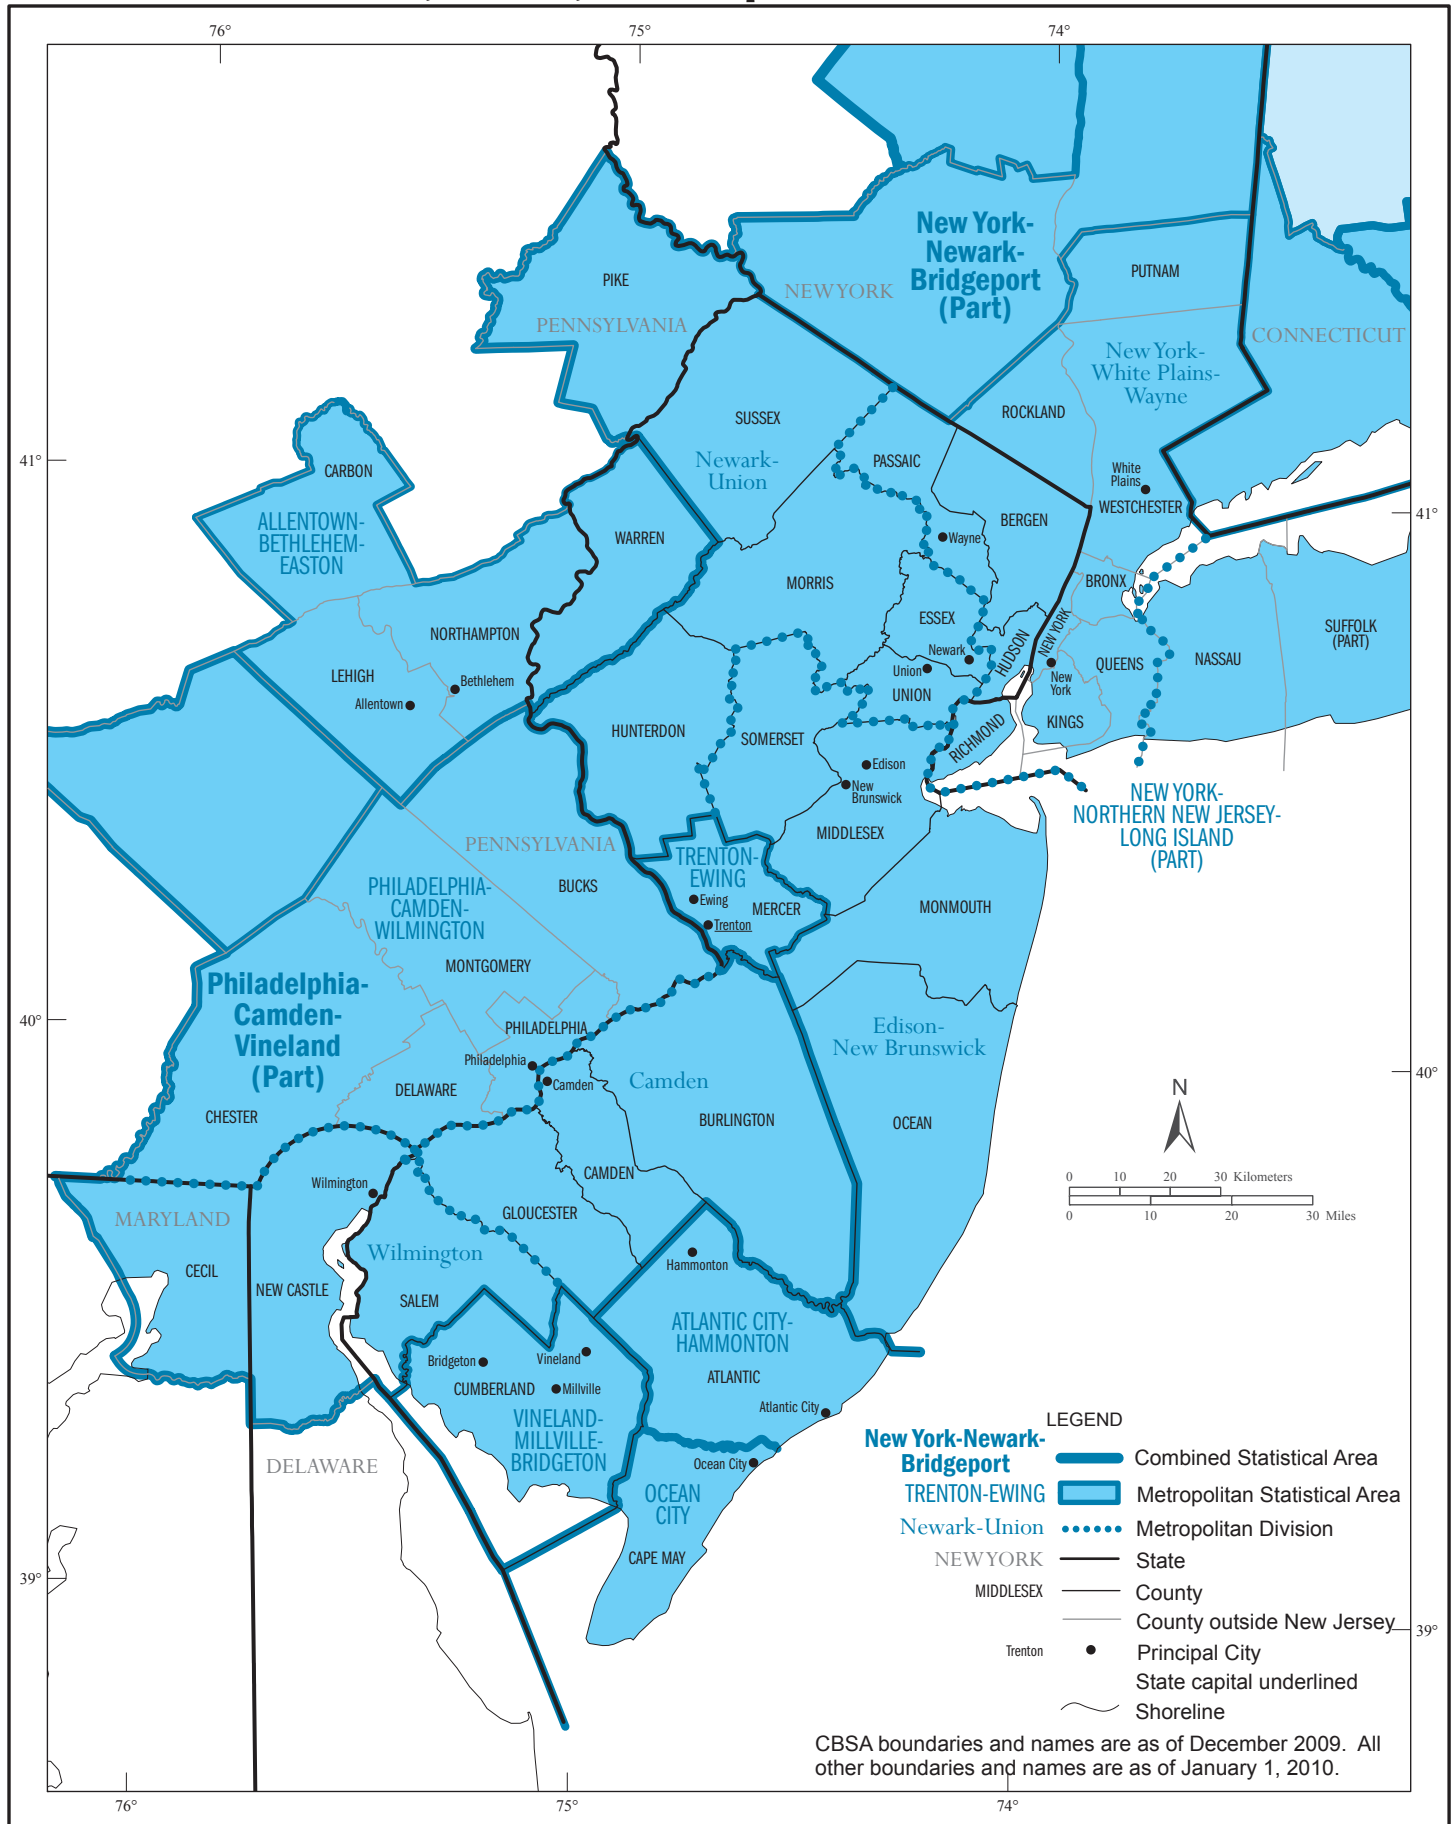 76°
75°
74°
New York-
Newark-
Bridgeport
(Part)
PUTNAM
PIKE
NEW YORK
PENNSYLVANIA
CONNECTICUT
New York-
White Plains-
Wayne
ROCKLAND
SUSSEX
41°
CARBON
Newark-
Union
PASSAIC
White
Plains
WESTCHESTER
41°
ALLENTOWN-
BETHLEHEM-
EASTON
WARREN
BERGEN
Wayne
MORRIS
BRONX
ESSEX
NORTHAMPTON
HUDSON
NEW YORK
SUFFOLK
(PART)
LEHIGH
Newark
Union
UNION
New
York
QUEENS
NASSAU
Bethlehem
Allentown
HUNTERDON
SOMERSET
RICHMOND
KINGS
Edison
New
Brunswick
NEW YORK-
NORTHERN NEW JERSEY-
LONG ISLAND
(PART)
MIDDLESEX
PENNSYLVANIA
TRENTON-
EWING
BUCKS
PHILADELPHIA-
CAMDEN-
WILMINGTON
Ewing
MERCER
Trenton
MONMOUTH
MONTGOMERY
Philadelphia-
Camden-
Vineland
(Part)
40°
PHILADELPHIA
Edison-
New Brunswick
Philadelphia
Camden
Camden
40°
DELAWARE
CHESTER
BURLINGTON
OCEAN
N
CAMDEN
Wilmington
0 10 20 30 Kilometers
0 10 20 30 Miles
MARYLAND
GLOUCESTER
Wilmington
Hammonton
CECIL
NEW CASTLE
SALEM
ATLANTIC CITY-
HAMMONTON
Bridgeton
Vineland
ATLANTIC
CUMBERLAND
Millville
Atlantic City
VINELAND-
MILLVILLE-
BRIDGETON
Ocean City
DELAWARE
OCEAN
CITY
CAPE MAY
39°
LEGEND
New York-Newark-
Bridgeport
Combined Statistical Area
TRENTON-EWING
Metropolitan Statistical Area
Newark-Union
Metropolitan Division
NEW YORK
State
MIDDLESEX
County
County outside New Jersey
39°
Trenton
Principal City
State capital underlined
Shoreline
CBSA boundaries and names are as of December 2009. All
other boundaries and names are as of January 1, 2010.
76°
75°
74°